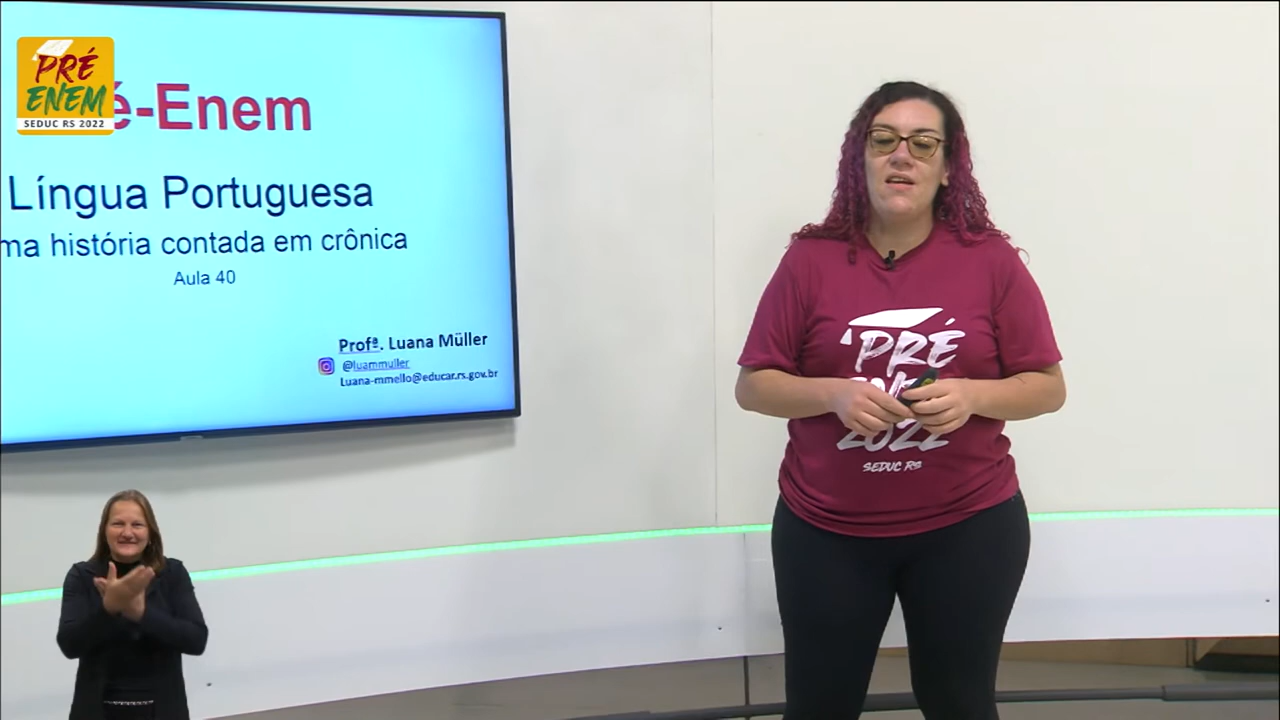 PRÉ
ENEM
SEDUC RS 2022
é-Enem
Língua Portuguesa
ma história contada em crônica
Aula 40
Profª. Luana Müller
@luammuller
Luana-mmello@educar.rs.gov.br
PRÉ
ENEM
2022
SEDUC RS